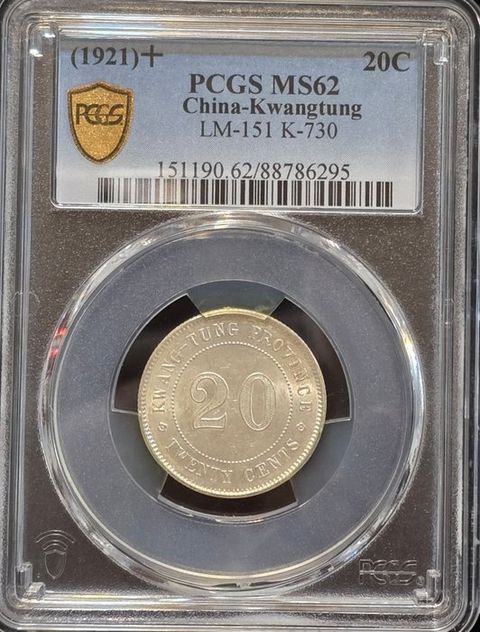 (1921)+ 20C
PCGS MS62
China-Kwangtung
LM-151 K-730
PCGS
151190.62/88786295
KWANG-TUNG PROVINCE
20
TWENTY CENTS
PCGS